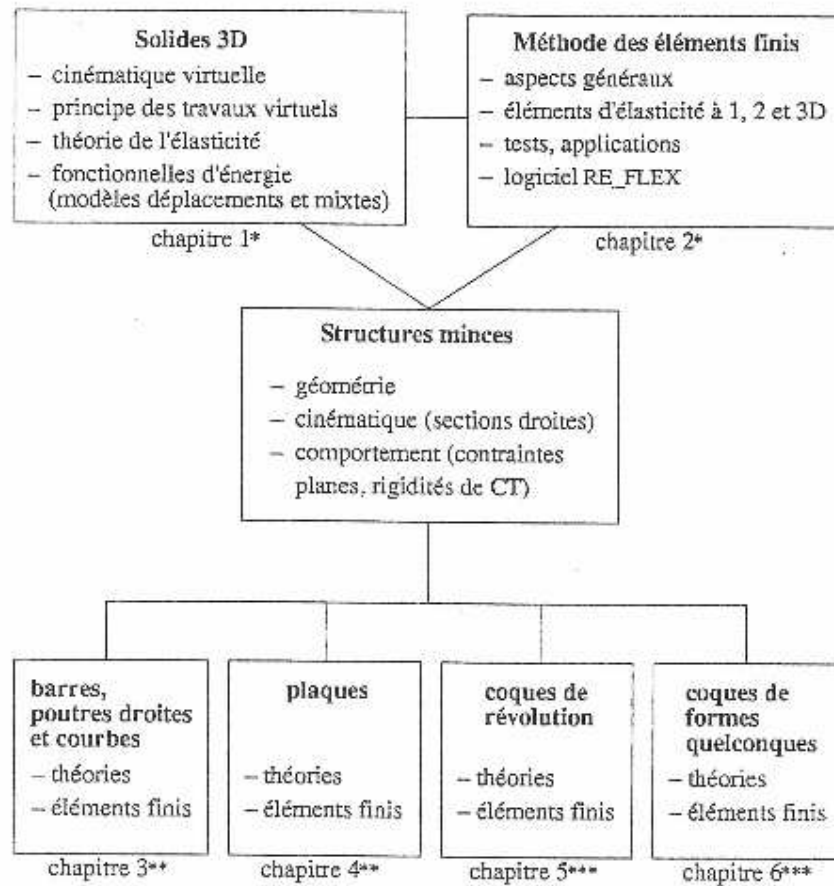 Solides 3D
– cinématique virtuelle
– principe des travaux virtuels
– théorie de l'élasticité
– fonctionnelles d'énergie
(modèles déplacements et mixtes)
chapitre 1*
Méthode des éléments finis
– aspects généraux
– éléments d'élasticité à 1, 2 et 3D
– tests, applications
– logiciel RE_FLEX
chapitre 2*
Structures minces
– géométrie
– cinématique (sections droites)
– comportement (contraintes
planes, rigidités de CT)
barres,
poutres droites
et courbes
– théories
– éléments finis
chapitre 3**
plaques
– théories
– éléments finis
chapitre 4**
coques de
révolution
– théories
– éléments finis
chapitre 5***
coques de
formes
quelconques
– théories
– éléments finis
chapitre 6***